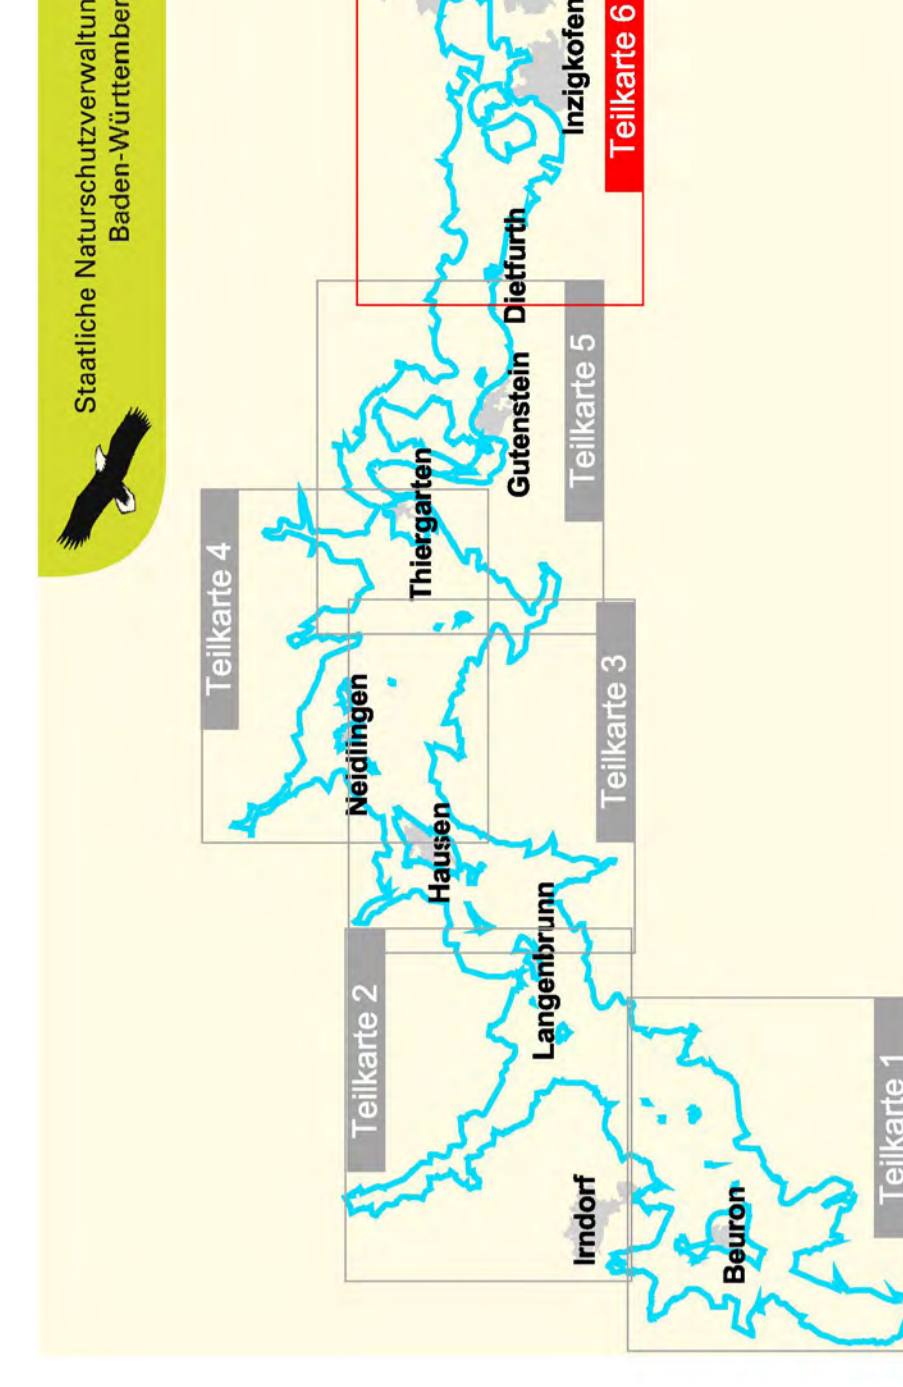 Staatliche Naturschutzverwaltun
Baden-Württember
Teilkarte 6
Inzigkofen
Dietfurth
Teilkarte 5
Gutenstein
Thiergarten
Teilkarte 4
Teilkarte 3
Neidlingen
Hausen
Langenbrunn
Teilkarte 2
Irndorf
Beuron
Teilkarte 1